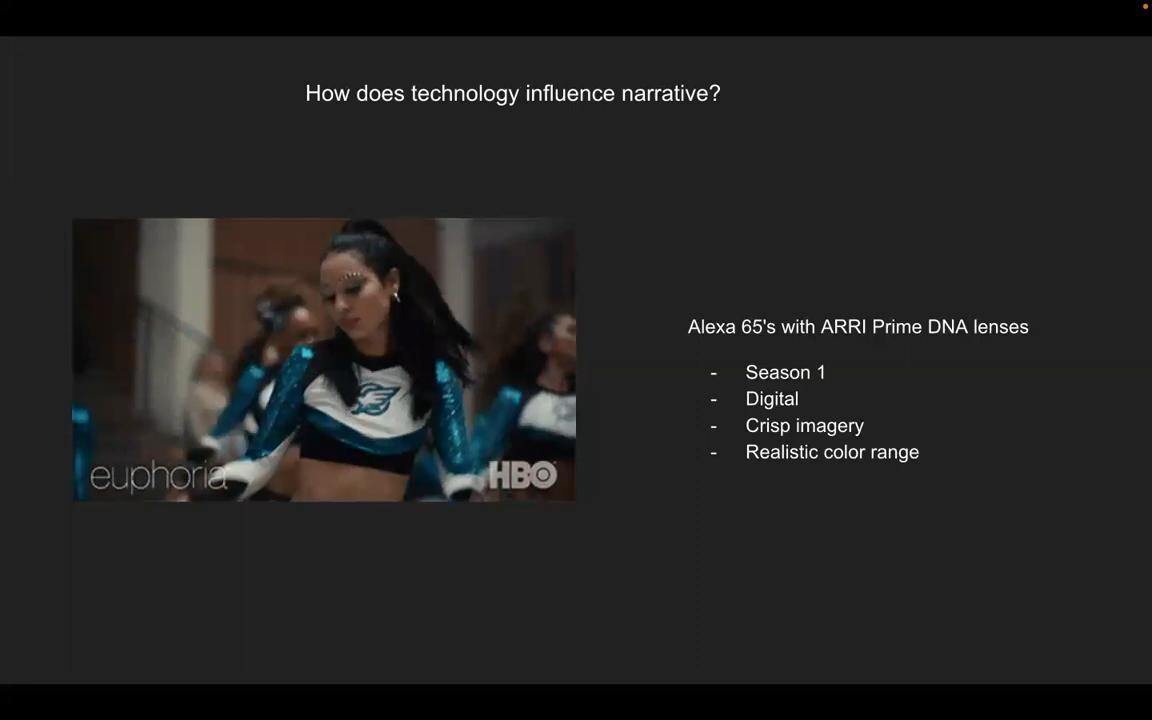 How does technology influence narrative?
euphoria
HBO
Alexa 65's with ARRI Prime DNA lenses
- Season 1
- Digital
- Crisp imagery
- Realistic color range